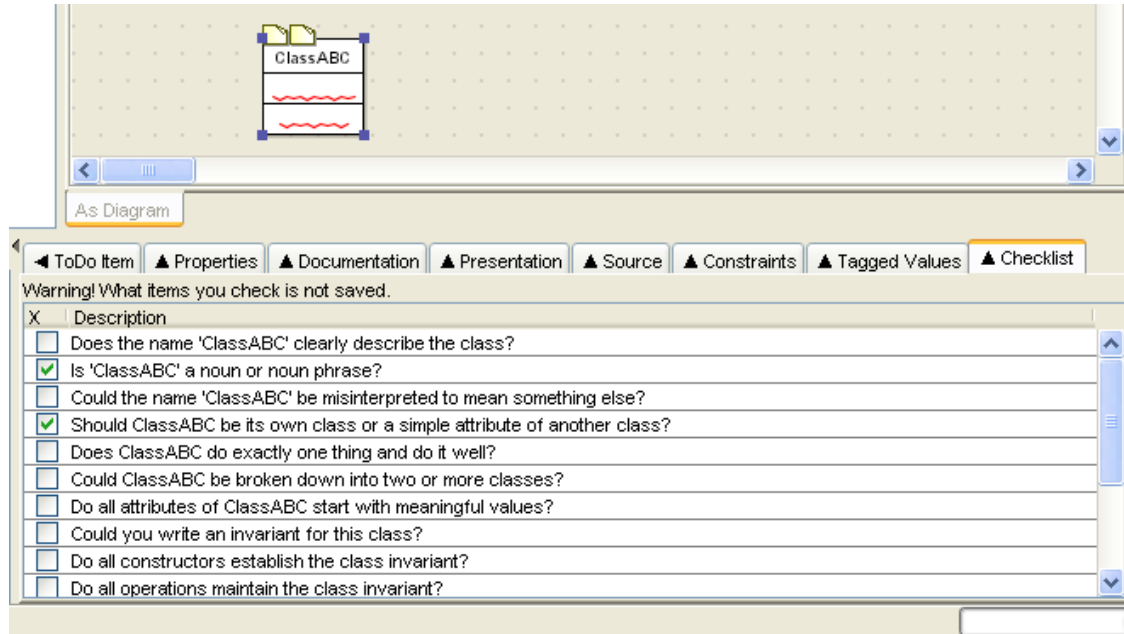 ClassABC
As Diagram
ToDo Item Properties Documentation Presentation Source Constraints Tagged Values Checklist
Warning! What items you check is not saved.
X Description
Does the name 'ClassABC' clearly describe the class?
Is 'ClassABC' a noun or noun phrase?
Could the name 'ClassABC' be misinterpreted to mean something else?
Should ClassABC be its own class or a simple attribute of another class?
Does ClassABC do exactly one thing and do it well?
Could ClassABC be broken down into two or more classes?
Do all attributes of ClassABC start with meaningful values?
Could you write an invariant for this class?
Do all constructors establish the class invariant?
Do all operations maintain the class invariant?